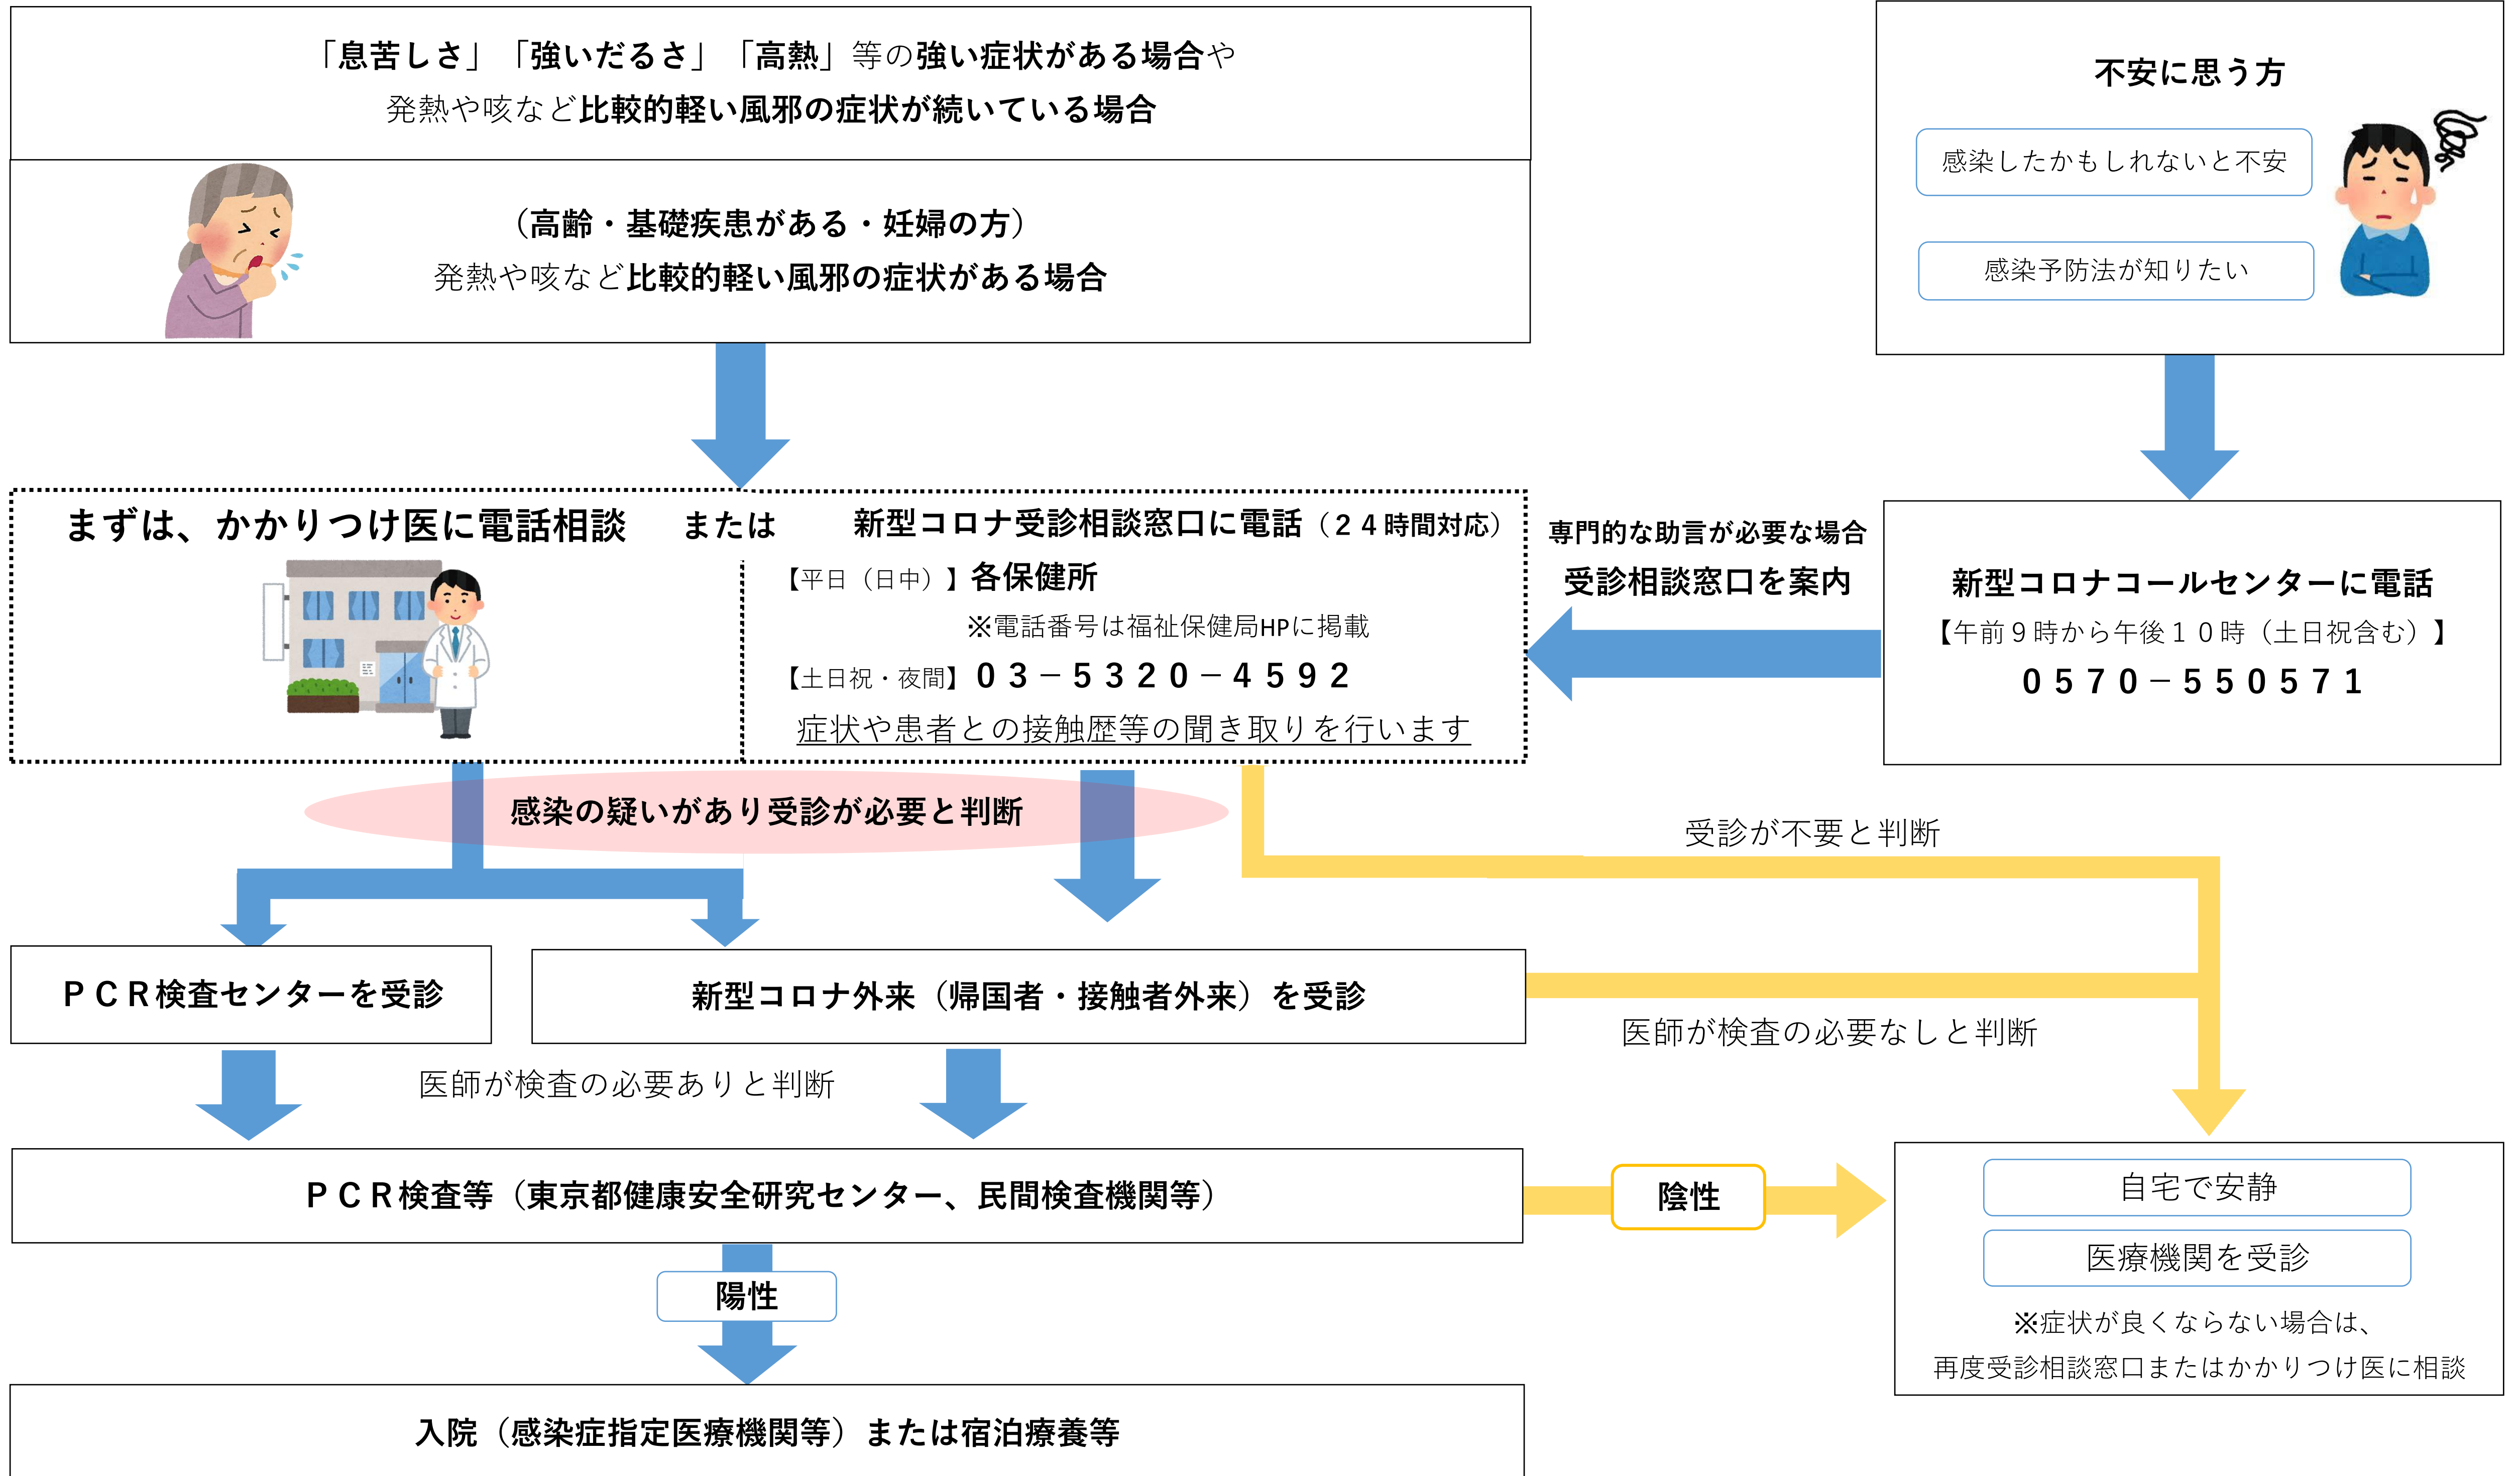 「息苦しさ」「強いだるさ」「高熱」等の強い症状がある場合や
発熱や咳など比較的軽い風邪の症状が続いている場合
（高齢・基礎疾患がある・妊婦の方）
発熱や咳など比較的軽い風邪の症状がある場合
不安に思う方
感染したかもしれないと不安
感染予防法が知りたい
まずは、かかりつけ医に電話相談
または
新型コロナ受診相談窓口に電話（２４時間対応）
【平日（日中）】各保健所
※電話番号は福祉保健局HPに掲載
【土日祝・夜間】０３－５３２０－４５９２
症状や患者との接触歴等の聞き取りを行います
専門的な助言が必要な場合
受診相談窓口を案内
新型コロナコールセンターに電話
【午前９時から午後１０時（土日祝含む）】
０５７０－５５０５７１
感染の疑いがあり受診が必要と判断
受診が不要と判断
ＰＣＲ検査センターを受診
新型コロナ外来（帰国者・接触者外来）を受診
医師が検査の必要なしと判断
医師が検査の必要ありと判断
ＰＣＲ検査等（東京都健康安全研究センター、民間検査機関等）
陰性
自宅で安静
医療機関を受診
※症状が良くならない場合は、
再度受診相談窓口またはかかりつけ医に相談
陽性
入院（感染症指定医療機関等）または宿泊療養等